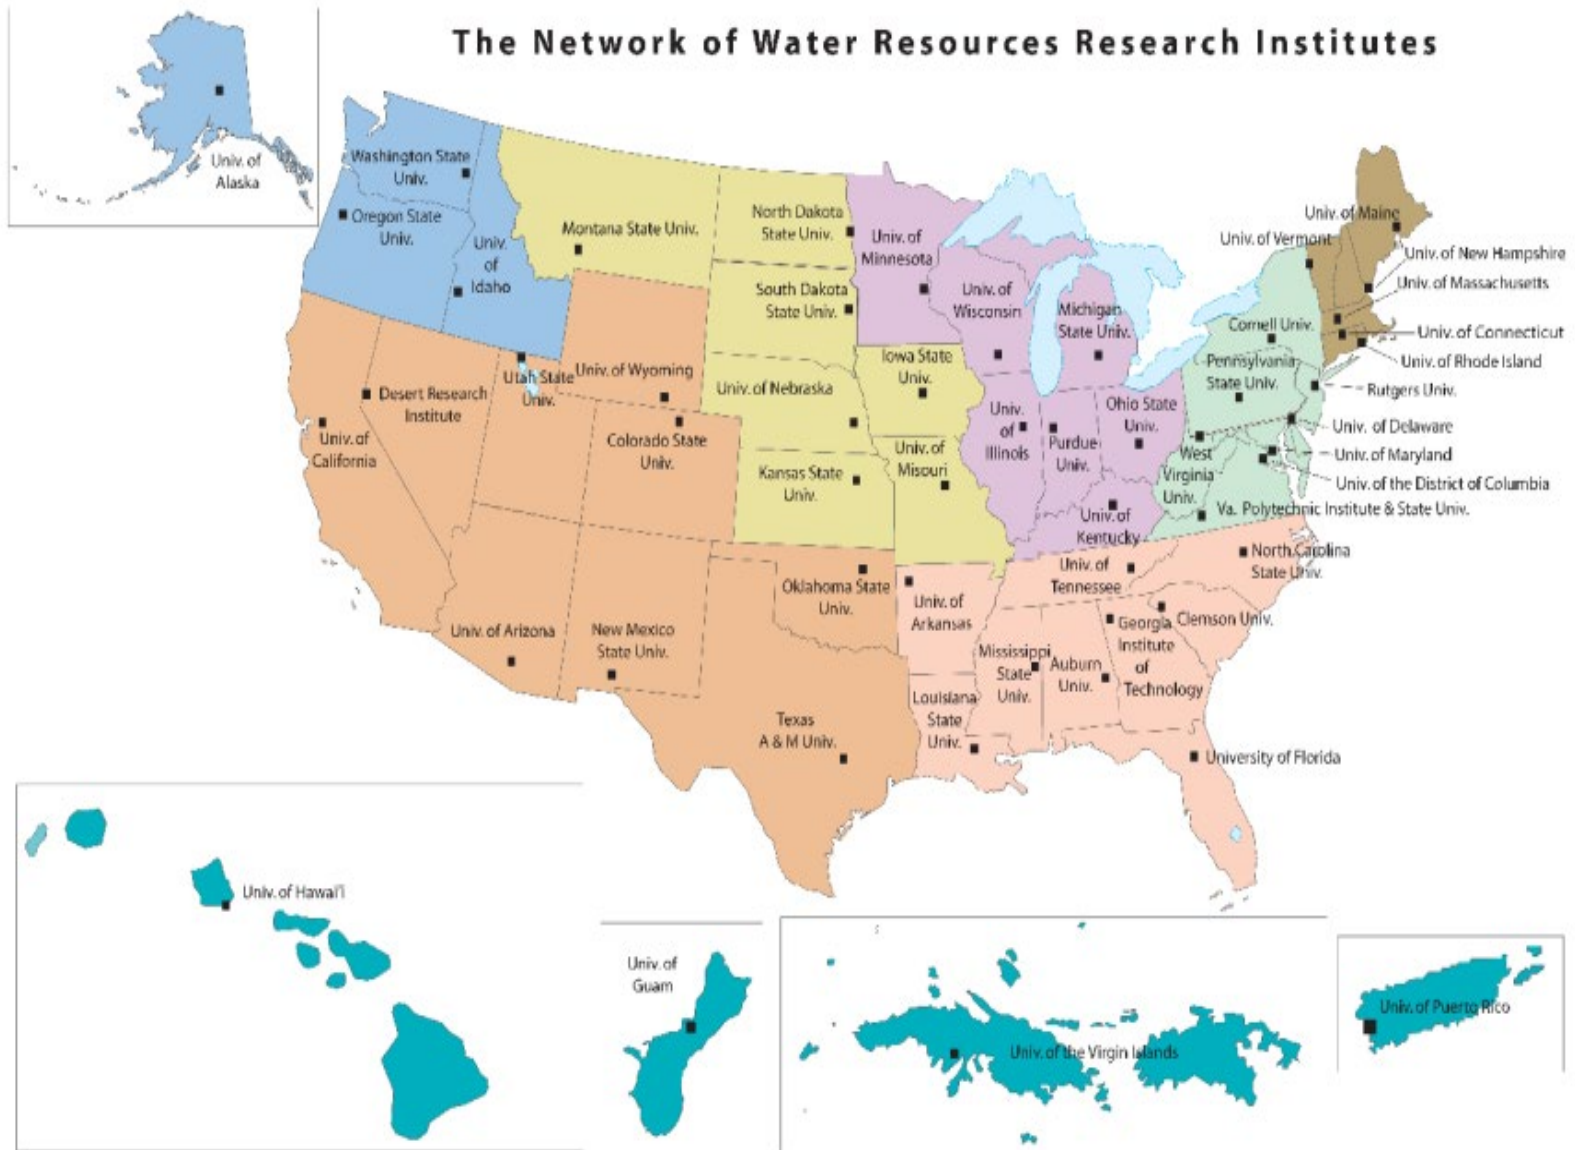 The Network of Water Resources Research Institutes
Univ. of
Alaska
Washington State
Univ.
Oregon State
Univ.
Univ.
of
Idaho
Montana State Univ.
North Dakota
State Univ.
South Dakota
State Univ.
Univ. of
Minnesota
Univ. of
Wisconsin
Michigan
State Univ.
Univ. of Maine
Univ. of Vermont
Univ. of New Hampshire
Univ. of Massachusetts
Univ. of Connecticut
Univ. of Rhode Island
Cornell Univ.
Pennsylvania
State Univ.
Rutgers Univ.
Univ. of Delaware
Univ. of Maryland
Univ. of the District of Columbia
Va. Polytechnic Institute & State Univ.
West
Virginia
Univ.
Ohio State
Univ.
Purdue
Univ.
Univ.
of
Illinois
Iowa State
Univ.
Univ. of
Misouri
Univ. of
Kentucky
Univ. of Nebraska
Kansas State
Univ.
Univ. of Wyoming
Colorado State
Univ.
Utah State
Univ.
Desert Research
Institute
Univ. of
California
Univ. of Arizona
New Mexico
State Univ.
Oklahoma State
Univ.
Texas
A & M Univ.
Univ. of
Arkansas
Louisiana
State
Univ.
Mississippi
State
Univ.
Auburn
Univ.
Georgia
Institute
of
Technology
Clemson Univ.
Univ. of
Tennessee
North Carolina
State Univ.
University of Florida
Univ. of Hawai'i
Univ. of
Guam
Univ. of the Virgin Islands
Univ. of Puerto Rico